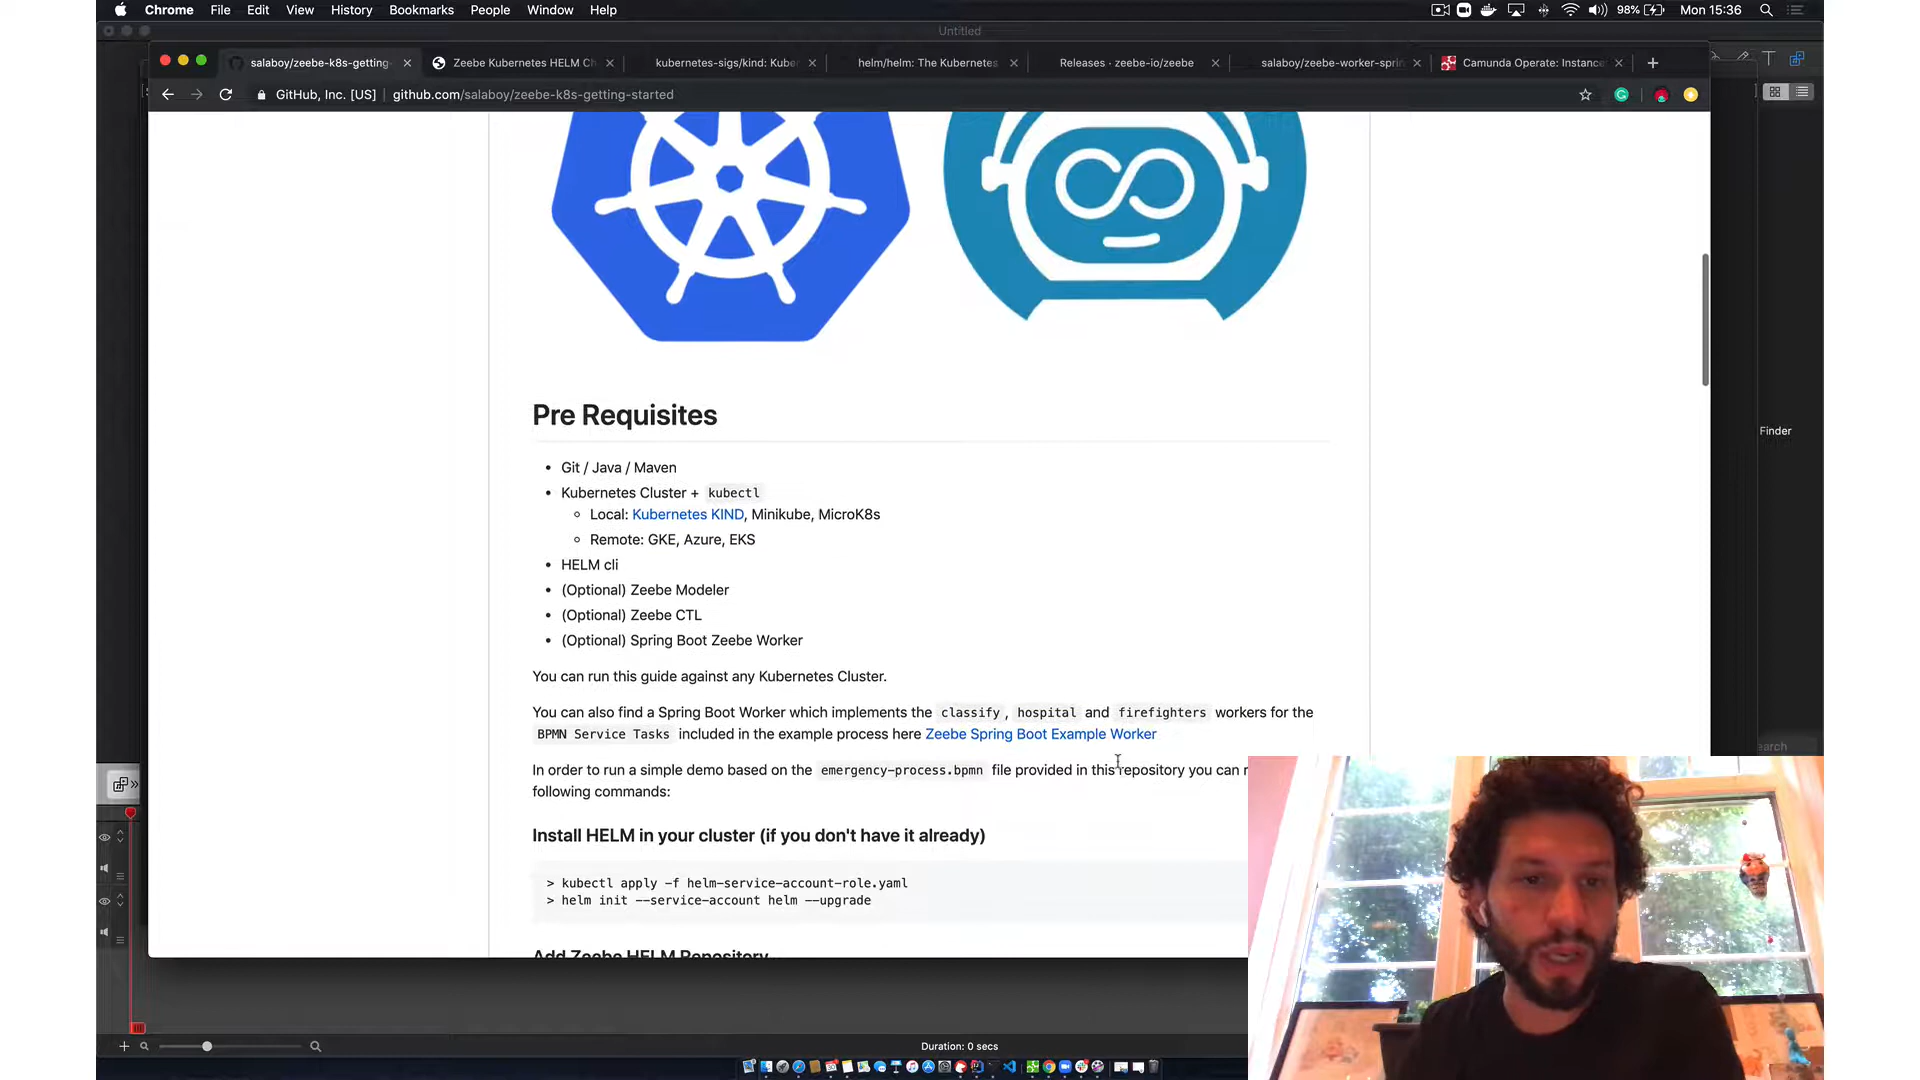 Chrome File Edit View History Bookmarks People Window Help 98% Mon 15:36
Untitled
salaboy/zeebe-k8s-getting- Zeebe Kubernetes HELM Ch kubernetes-sigs/kind: Kuber helm/helm: The Kubernetes Releases · zeebe-io/zeebe salaboy/zeebe-worker-sprin Camunda Operate: Instance
GitHub, Inc. [US] github.com/salaboy/zeebe-k8s-getting-started
Finder
Pre Requisites
• Git / Java / Maven
• Kubernetes Cluster + kubectl
Local: Kubernetes KIND, Minikube, MicroK8s
Remote: GKE, Azure, EKS
• HELM cli
• (Optional) Zeebe Modeler
• (Optional) Zeebe CTL
• (Optional) Spring Boot Zeebe Worker
You can run this guide against any Kubernetes Cluster.
You can also find a Spring Boot Worker which implements the classify, hospital and firefighters workers for the
BPMN Service Tasks included in the example process here Zeebe Spring Boot Example Worker
In order to run a simple demo based on the emergency-process.bpmn file provided in this repository you can
following commands:
Install HELM in your cluster (if you don't have it already)
> kubectl apply -f helm-service-account-role.yaml
> helm init --service-account helm --upgrade
Add Zeebe HELM Repository
Duration: 0 secs